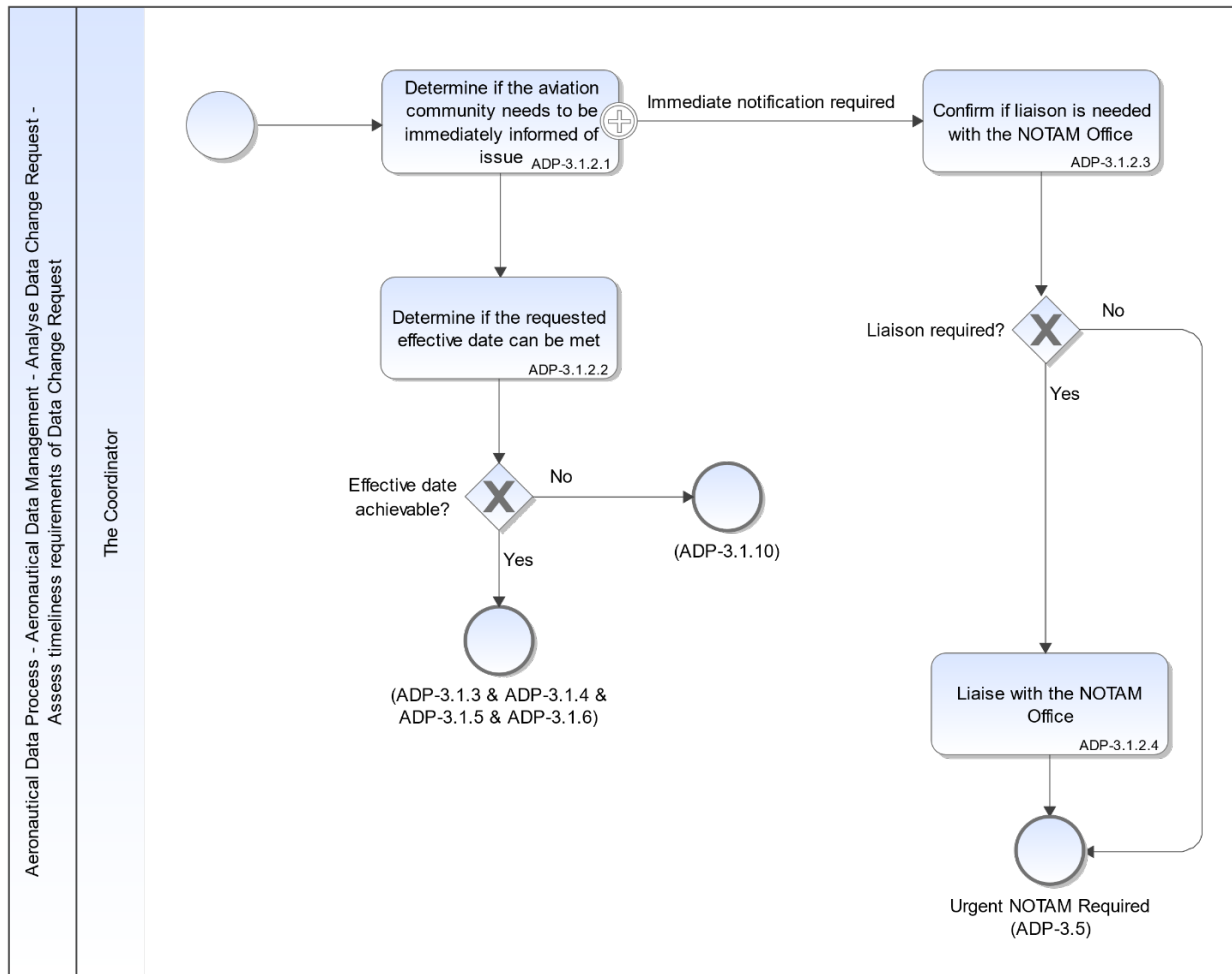 Aeronautical Data Process - Aeronautical Data Management - Analyse Data Change Request -
Assess timeliness requirements of Data Change Request
The Coordinator
Determine if the aviation
community needs to be
immediately informed of
issue
ADP-3.1.2.1
Immediate notification required
Confirm if liaison is needed
with the NOTAM Office
ADP-3.1.2.3
Determine if the requested
effective date can be met
ADP-3.1.2.2
Liaison required?
No
Yes
Effective date
achievable?
No
(ADP-3.1.10)
Yes
(ADP-3.1.3 & ADP-3.1.4 &
ADP-3.1.5 & ADP-3.1.6)
Liaise with the NOTAM
Office
ADP-3.1.2.4
Urgent NOTAM Required
(ADP-3.5)